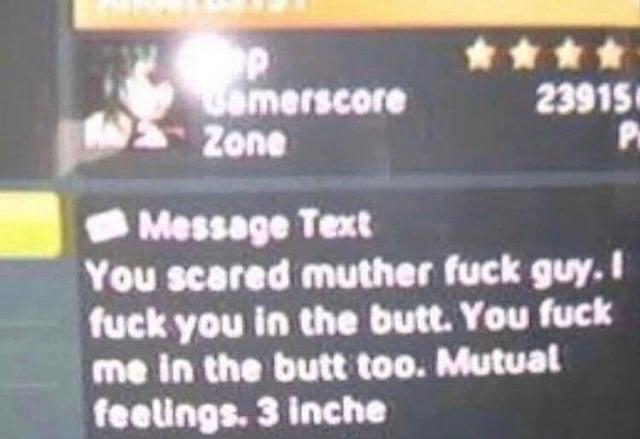 Gamerscore 23915
Zone
Message Text
You scared muther fuck guy. I
fuck you in the butt. You fuck
me in the butt too. Mutual
feelings. 3 inche